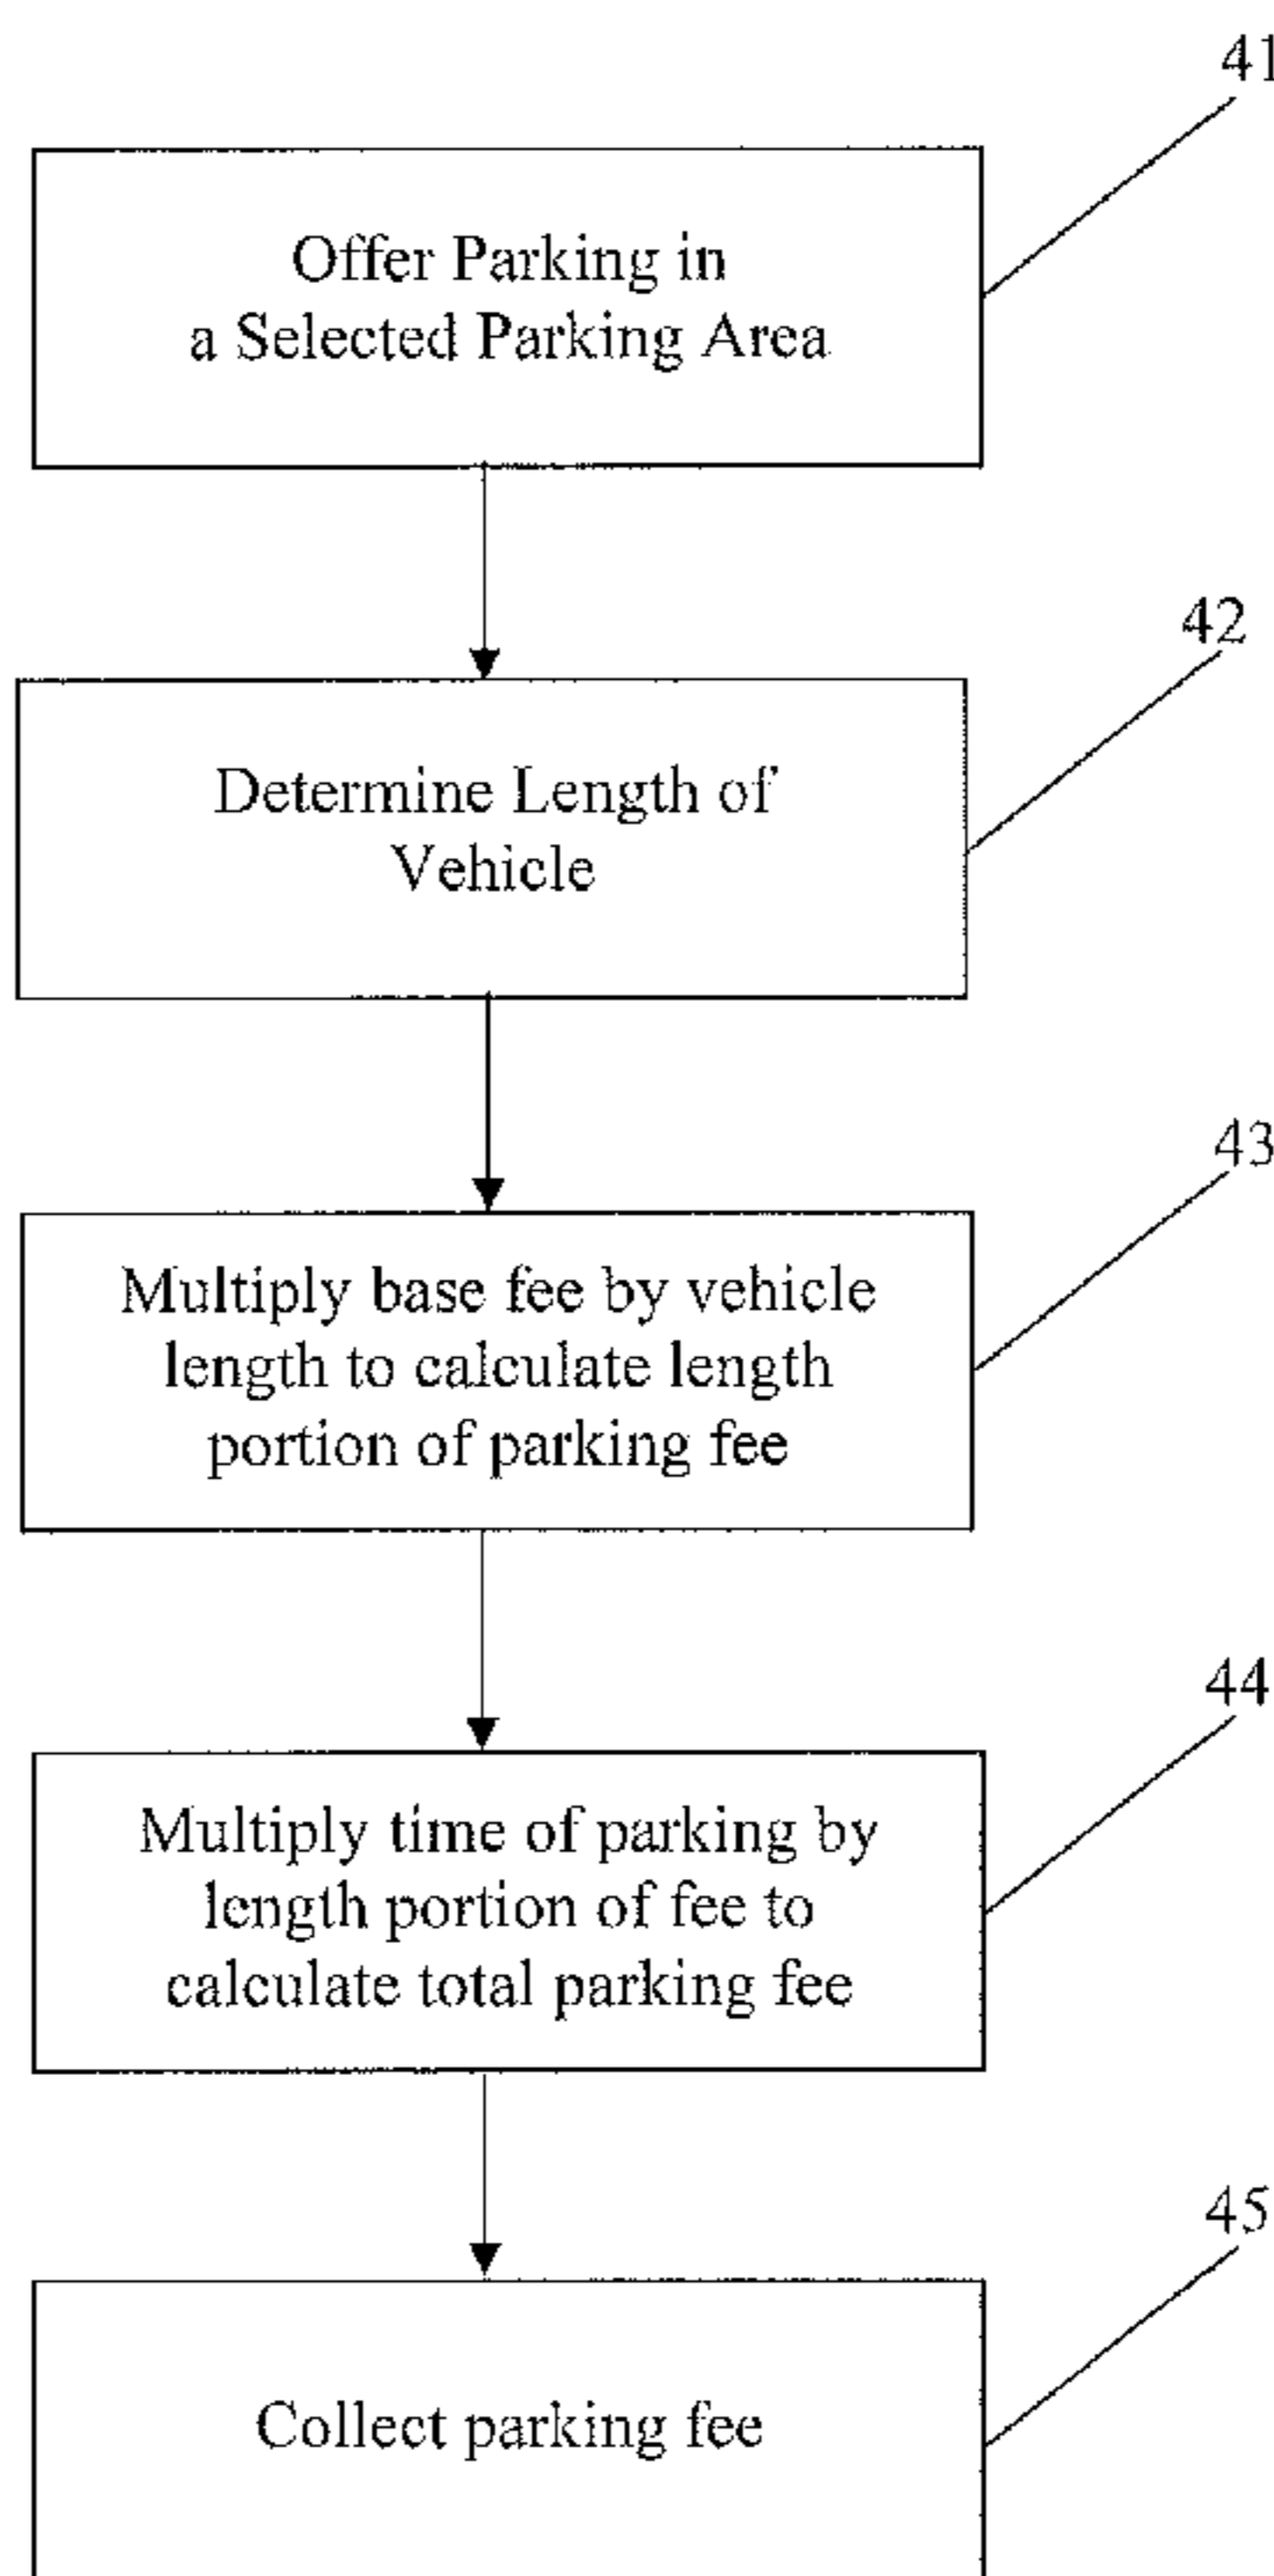 41
Offer Parking in
a Selected Parking Area
42
Determine Length of
Vehicle
43
Multiply base fee by vehicle
length to calculate length
portion of parking fee
44
Multiply time of parking by
length portion of fee to
calculate total parking fee
45
Collect parking fee